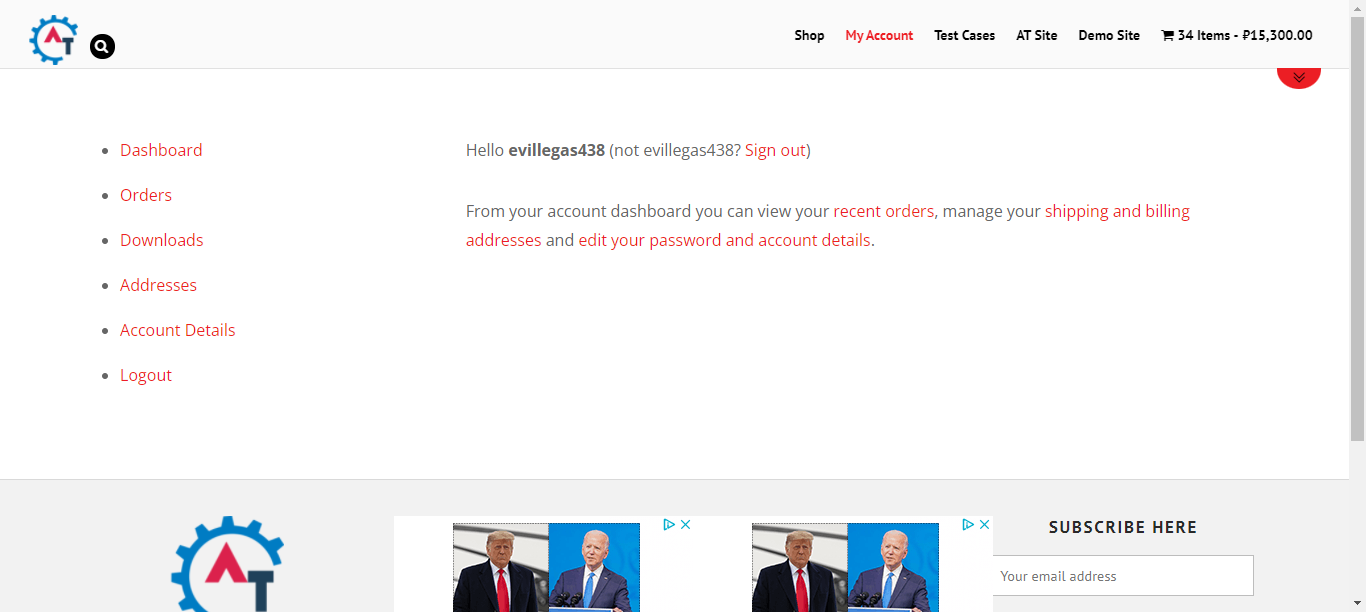 AT
Shop My Account Test Cases AT Site Demo Site 34 Items - ₽15,300.00
Dashboard
Orders
Downloads
Addresses
Account Details
Logout
Hello evillegas438 (not evillegas438? Sign out)
From your account dashboard you can view your recent orders, manage your shipping and billing
addresses and edit your password and account details.
AT
SUBSCRIBE HERE
Your email address